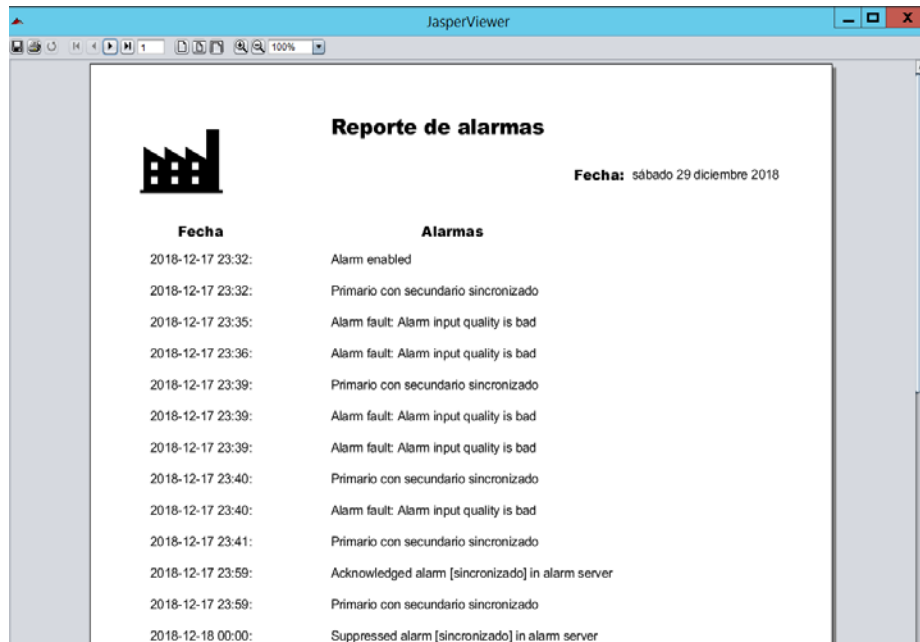 JasperViewer
1 100%
Reporte de alarmas
Fecha: sábado 29 diciembre 2018
Fecha Alarmas
2018-12-17 23:32: Alarm enabled
2018-12-17 23:32: Primario con secundario sincronizado
2018-12-17 23:35: Alarm fault: Alarm input quality is bad
2018-12-17 23:36: Alarm fault: Alarm input quality is bad
2018-12-17 23:39: Primario con secundario sincronizado
2018-12-17 23:39: Alarm fault: Alarm input quality is bad
2018-12-17 23:39: Alarm fault: Alarm input quality is bad
2018-12-17 23:40: Primario con secundario sincronizado
2018-12-17 23:40: Alarm fault: Alarm input quality is bad
2018-12-17 23:41: Primario con secundario sincronizado
2018-12-17 23:59: Acknowledged alarm [sincronizado] in alarm server
2018-12-17 23:59: Primario con secundario sincronizado
2018-12-18 00:00: Suppressed alarm [sincronizado] in alarm server